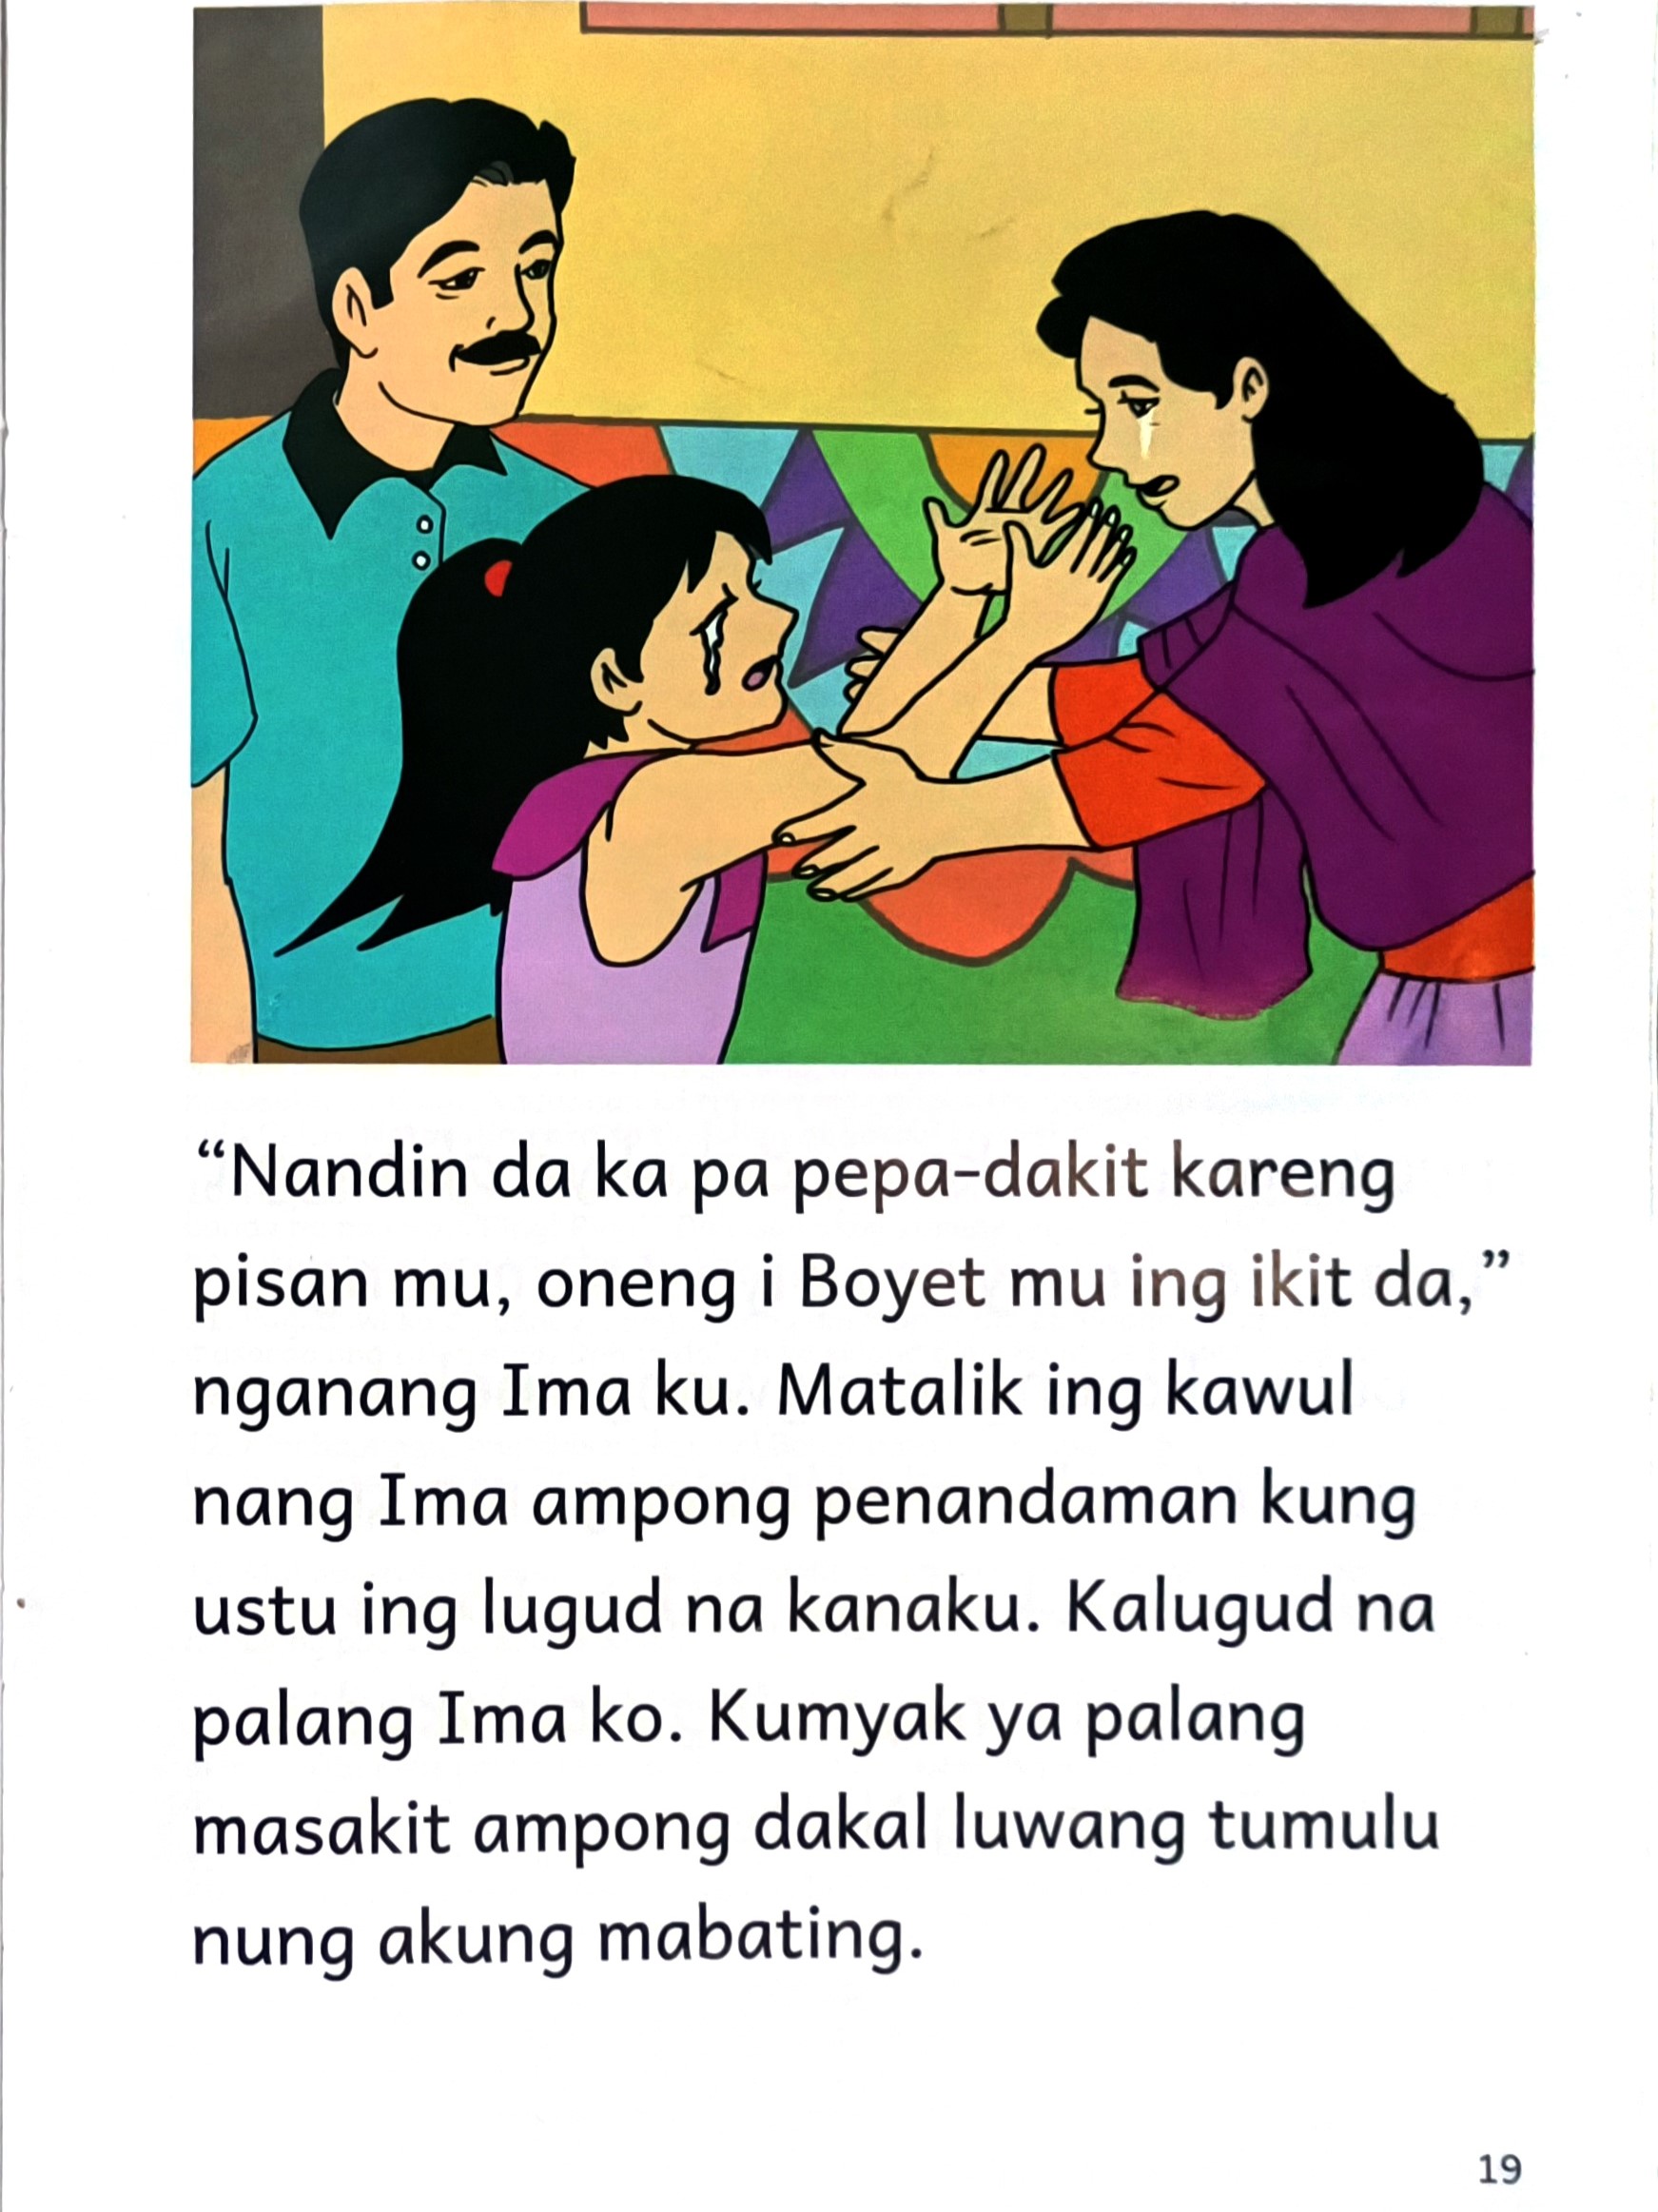 “Nandin da ka pa pepa-dakit kareng
pisan mu, oneng i Boyet mu ing ikit da,”
nganang Ima ku. Matalik ing kawul
nang Ima ampong penandaman kung
ustu ing lugud na kanaku. Kalugud na
palang Ima ko. Kumyak ya palang
masakit ampong dakal luwang tumulu
nung akung mabating.
19